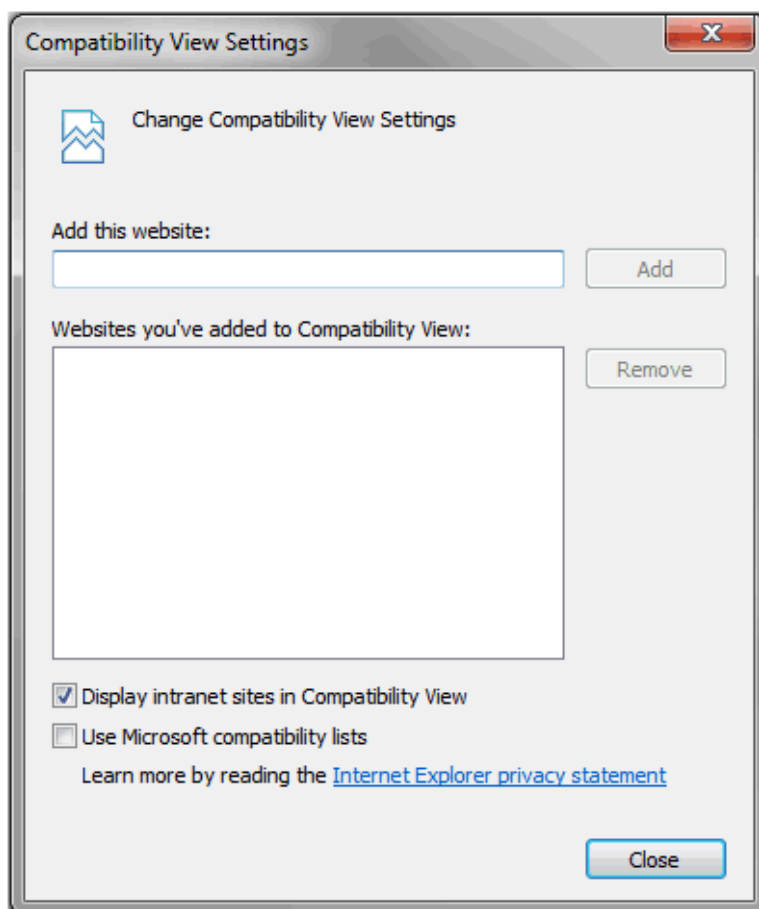 Compatibility View Settings
Change Compatibility View Settings
Add this website:
Add
Websites you've added to Compatibility View:
Remove
Display intranet sites in Compatibility View
Use Microsoft compatibility lists
Learn more by reading the Internet Explorer privacy statement
Close